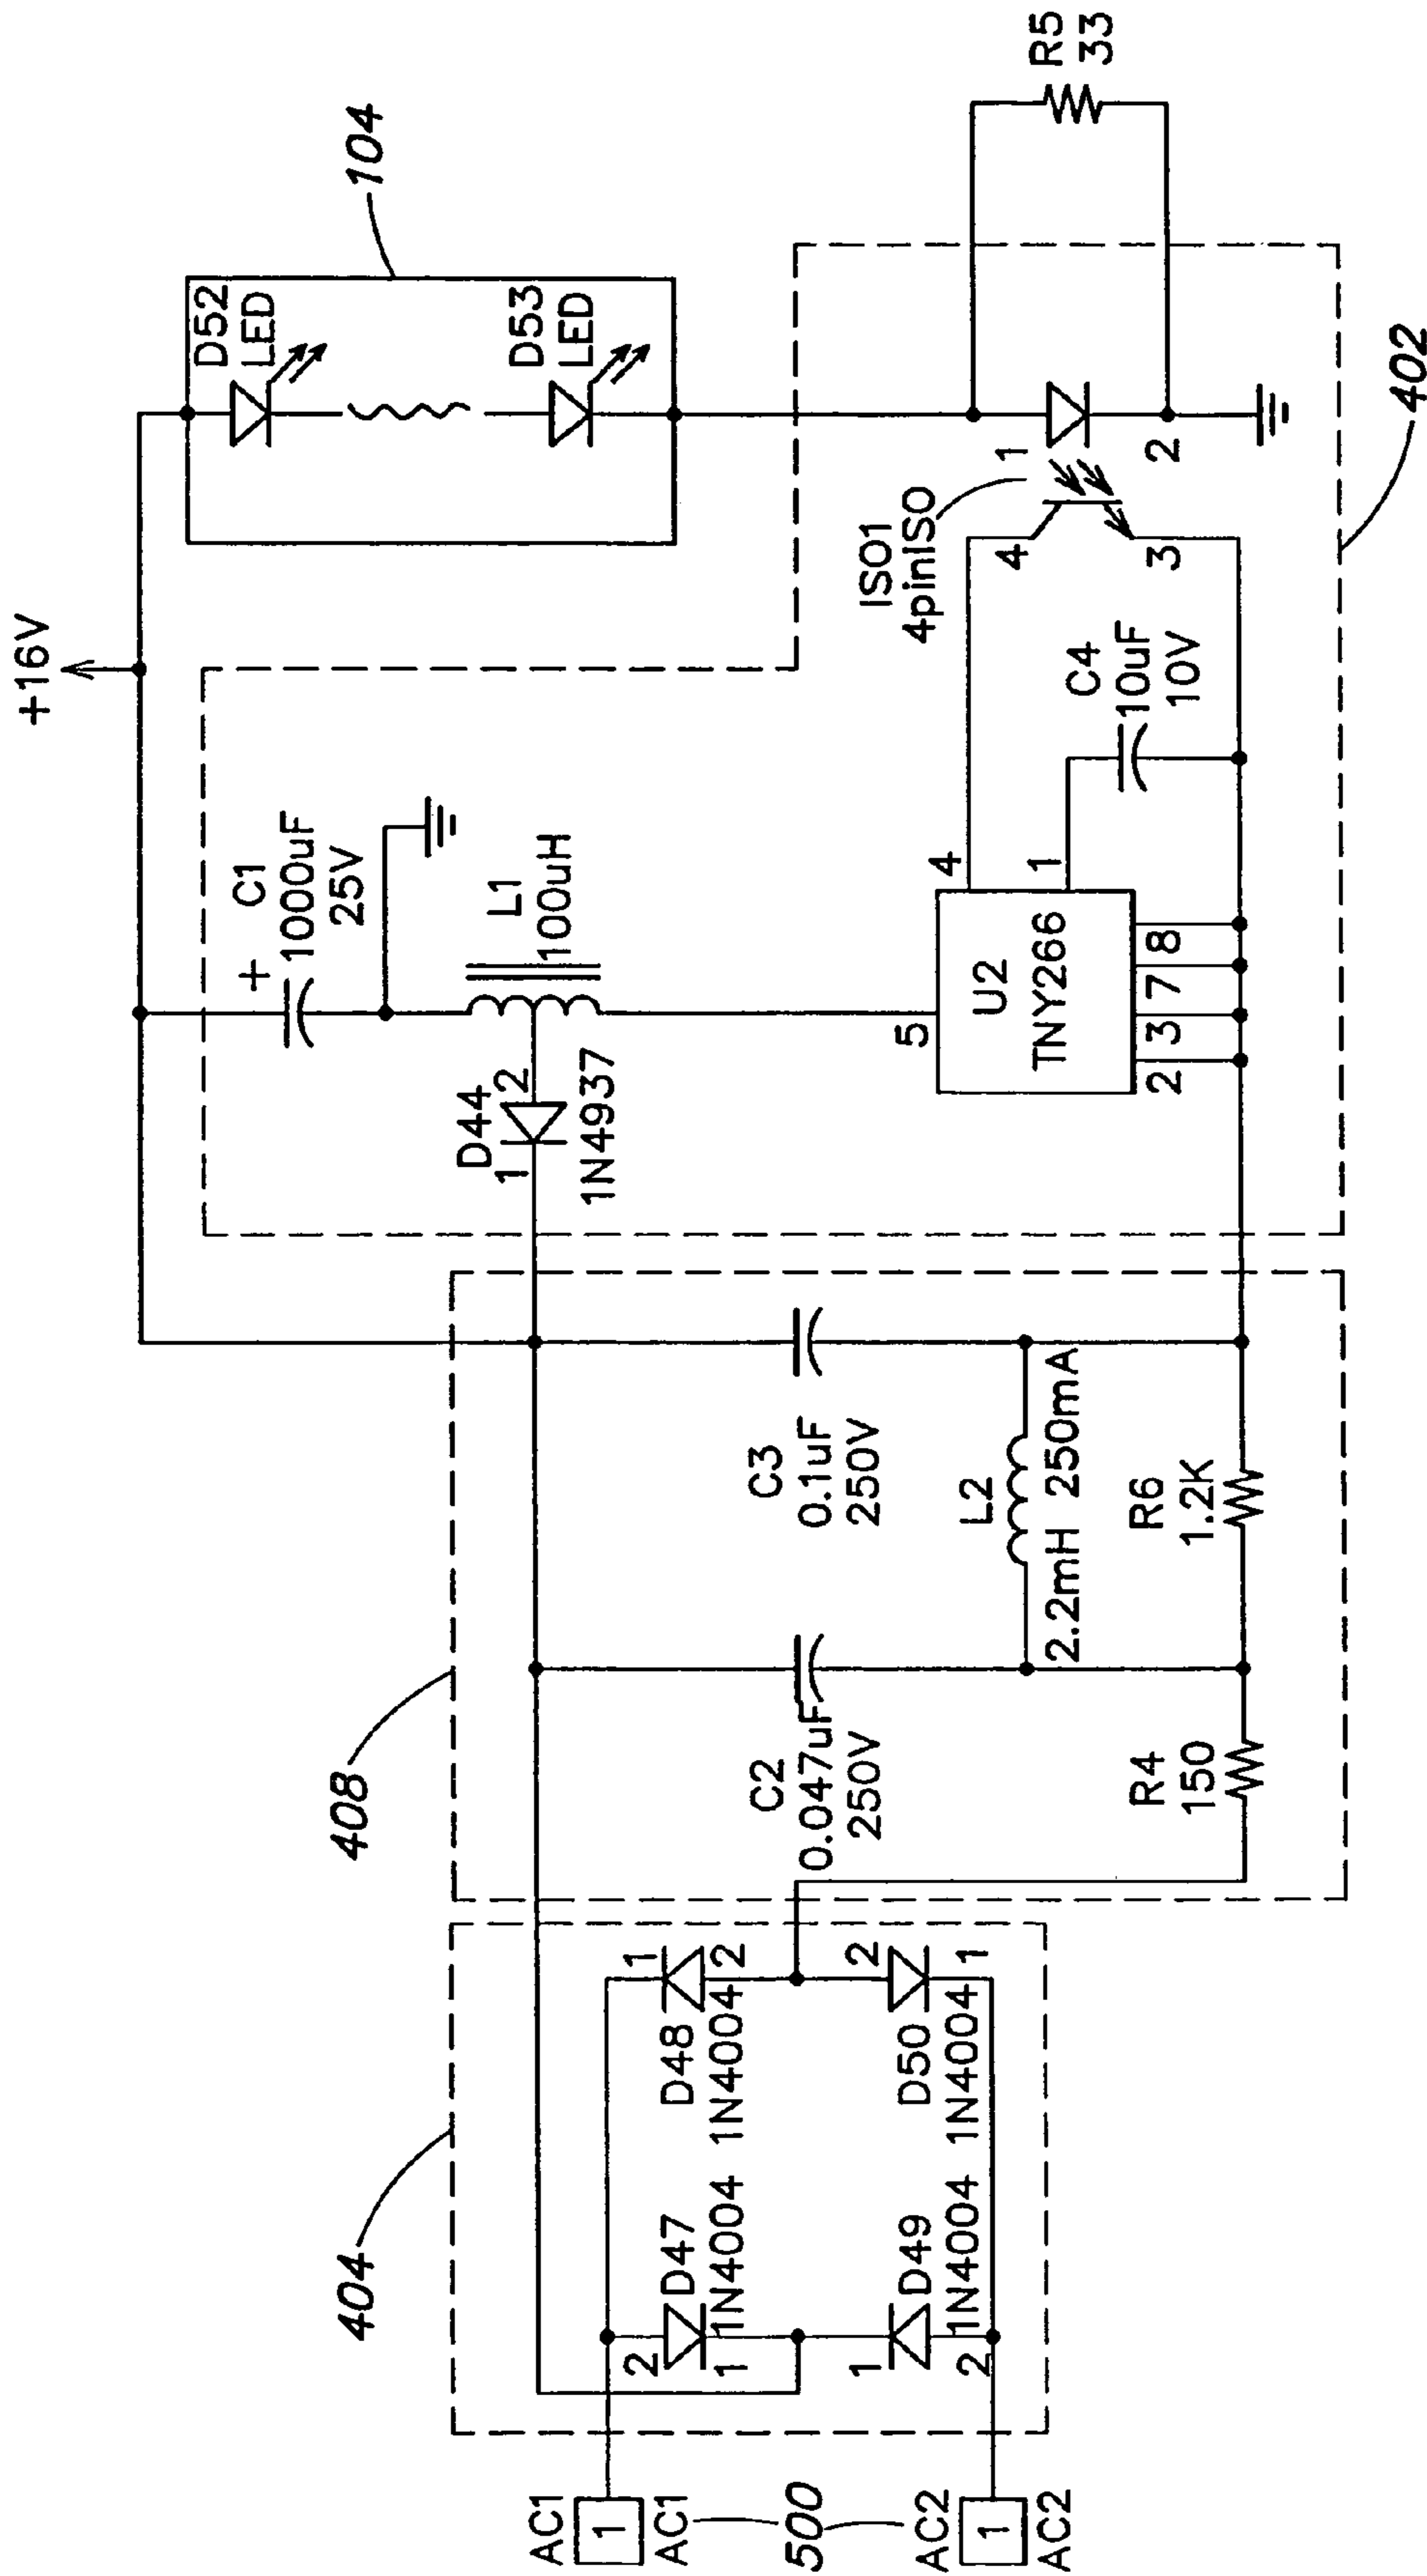 +16V
104
D52
LED
D53
LED
C1
+
1000uF
25V
L1
100uH
D44
1
2
1N4937
ISO1
4pinISO
1
2
4
3
R5
33
5
U2
TNY266
4
1
2
3
7
8
C4
10uF
10V
402
408
C3
0.1uF
250V
C2
0.047uF
250V
L2
2.2mH 250mA
R6
1.2K
R4
150
404
D47
1N4004
2
1
D48
1N4004
1
2
D49
1N4004
1
2
D50
1N4004
2
1
AC1
1
AC1
500
AC2
1
AC2